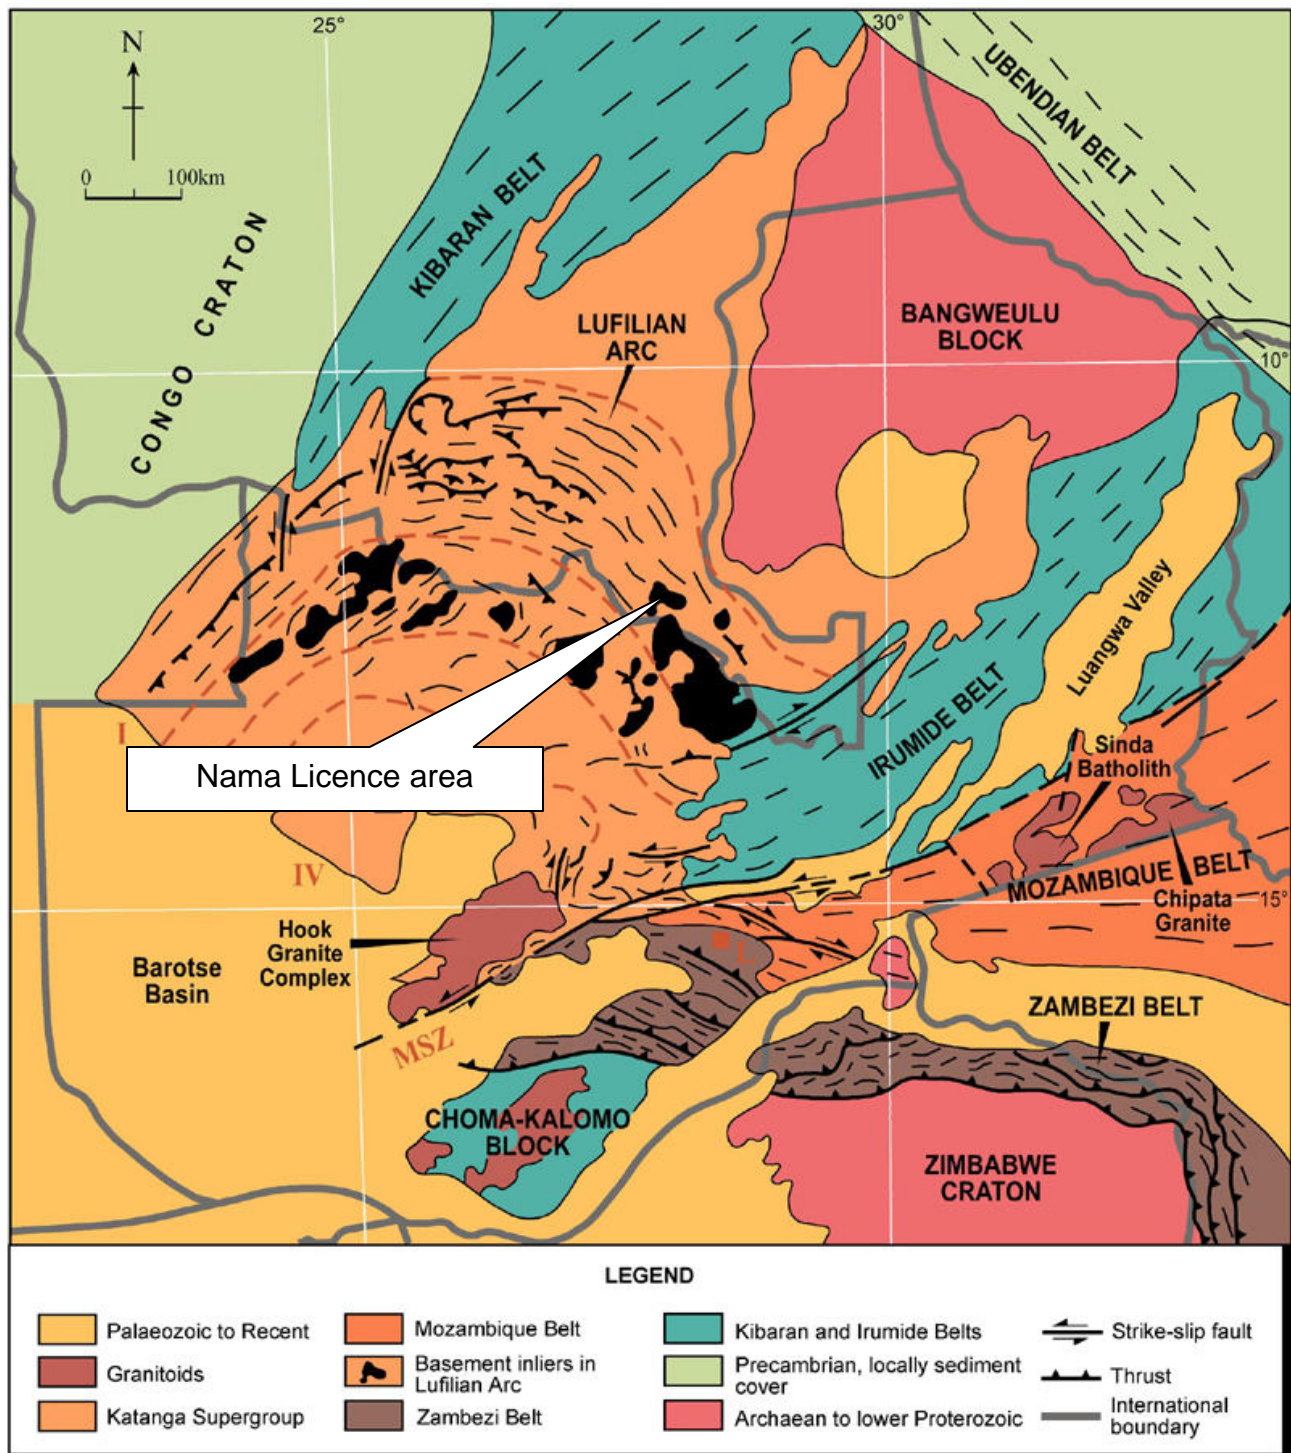 25°
30°
N
0 100km
UBENDIAN BELT
KIBARAN BELT
CONGO CRATON
LUFILIAN
ARC
BANGWEULU
BLOCK
10°
Luangwa Valley
IRUMIDE BELT
I
Nama Licence area
Sinda
Batholith
IV
MOZAMBIQUE BELT
15°
Chipata
Granite
Hook
Granite
Complex
Barotse
Basin
L
ZAMBEZI BELT
MSZ
CHOMA-KALOMO
BLOCK
ZIMBABWE
CRATON
LEGEND
Palaeozoic to Recent
Granitoids
Katanga Supergroup
Mozambique Belt
Basement inliers in
Lufilian Arc
Zambezi Belt
Kibaran and Irumide Belts
Precambrian, locally sediment
cover
Archaean to lower Proterozoic
Strike-slip fault
Thrust
International
boundary